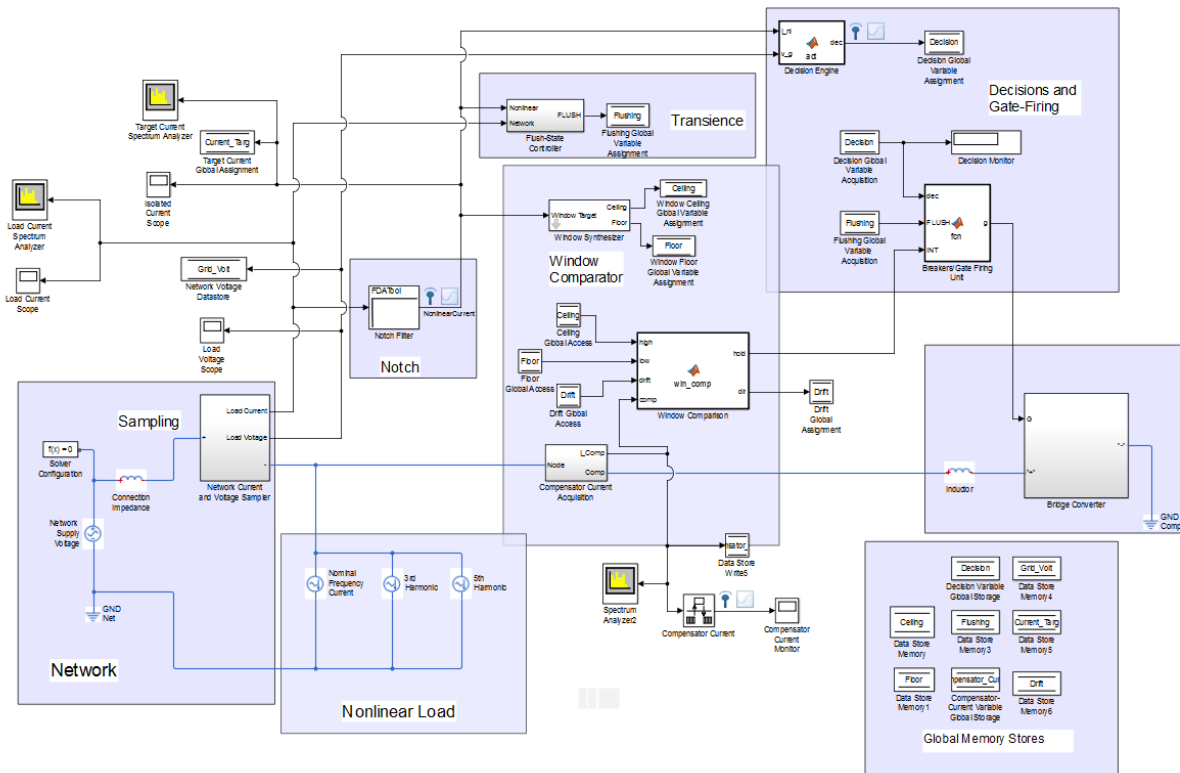 Target Current
Spectrum Analyzer
Current_Targ
Target Current
Global Assignment
Isolated
Current
Scope
Load Current
Spectrum
Analyzer
Load Current
Scope
Grid_Volt
Network Voltage
Datastore
Load
Voltage
Scope
FDATool
NonlinearCurrent
Notch Filter
Notch
Nonlinear
Network
FLUSH
Flush-State
Controller
Flushing
Flushing Global
Variable
Assignment
Transience
Window Target
Ceiling
Floor
Window Synthesizer
Ceiling
Window Ceiling
Global Variable
Assignment
Floor
Window Floor
Global Variable
Assignment
Window
Comparator
Ceiling
Ceiling
Global Access
Floor
Floor
Global Access
Drift
Drift Global
Access
high
low
drift
comp
win_comp
hold
dir
Window Comparison
Drift
Drift
Global
Assignment
Node
I_Comp
Comp
Compensator Current
Acquisition
Data Store
Write5
Spectrum
Analyzer2
Compensator Current
Compensator
Current
Monitor
i_nl
v_g
act
dec
Decision Engine
Decision
Decision Global
Variable
Assignment
Decisions and
Gate-Firing
Decision
Decision Global
Variable
Acquisition
Decision Monitor
Flushing
Flushing Global
Variable
Acquisition
dec
FLUSH
INT
fcn
g
Breakers/Gate Firing
Unit
G
Inductor
Bridge Converter
GND
Comp
Sampling
f(x) = 0
Solver
Configuration
+
Connection
Impedance
Load Current
Load Voltage
-
Network Current
and Voltage Sampler
Network
Supply
Voltage
GND
Net
Network
Nominal
Frequency
Current
3rd
Harmonic
5th
Harmonic
Nonlinear Load
Decision
Decision Variable
Global Storage
Grid_Volt
Data Store
Memory4
Ceiling
Data Store
Memory
Flushing
Data Store
Memory3
Current_Targ
Data Store
Memory5
Floor
Data Store
Memory1
Compensator-
Current Variable
Global Storage
Drift
Data Store
Memory6
Global Memory Stores